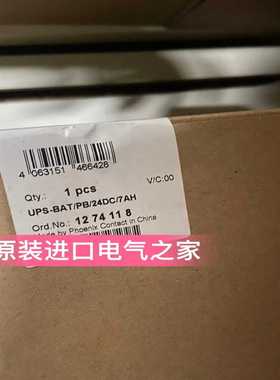 4 063151 466428
Qty.: 1 pcs
V/C:00
UPS-BAT/PB/24DC/7AH
Ord.No.: 12 74 11 8
Made by Phoenix Contact in China
原装进口电气之家